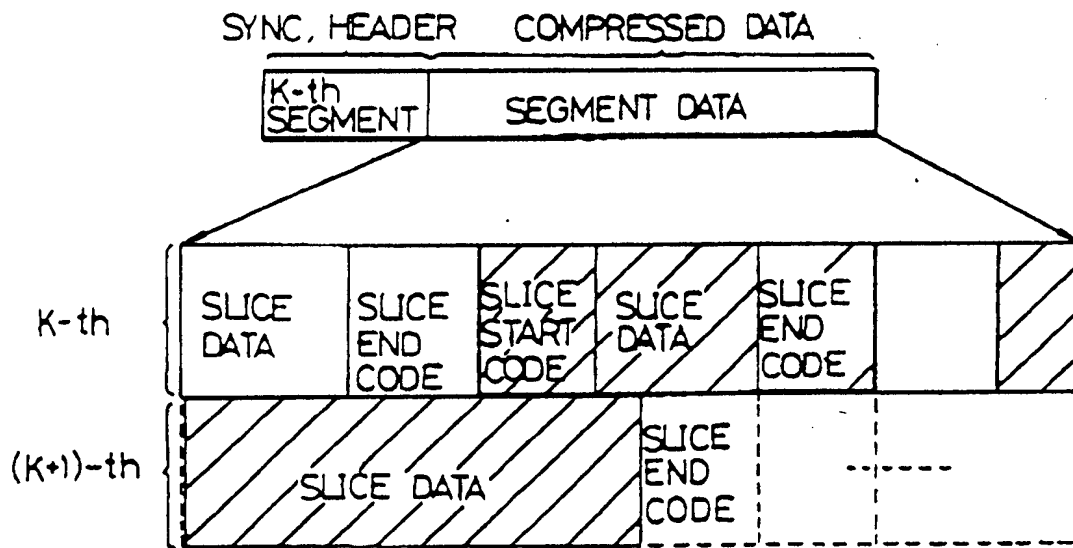 SYNC, HEADER COMPRESSED DATA
K-th
SEGMENT
SEGMENT DATA
K-th
SLICE
DATA
SLICE
END
CODE
SLICE
START
CODE
SLICE
DATA
SLICE
END
CODE
(K+1)-th
SLICE DATA
SLICE
END
CODE